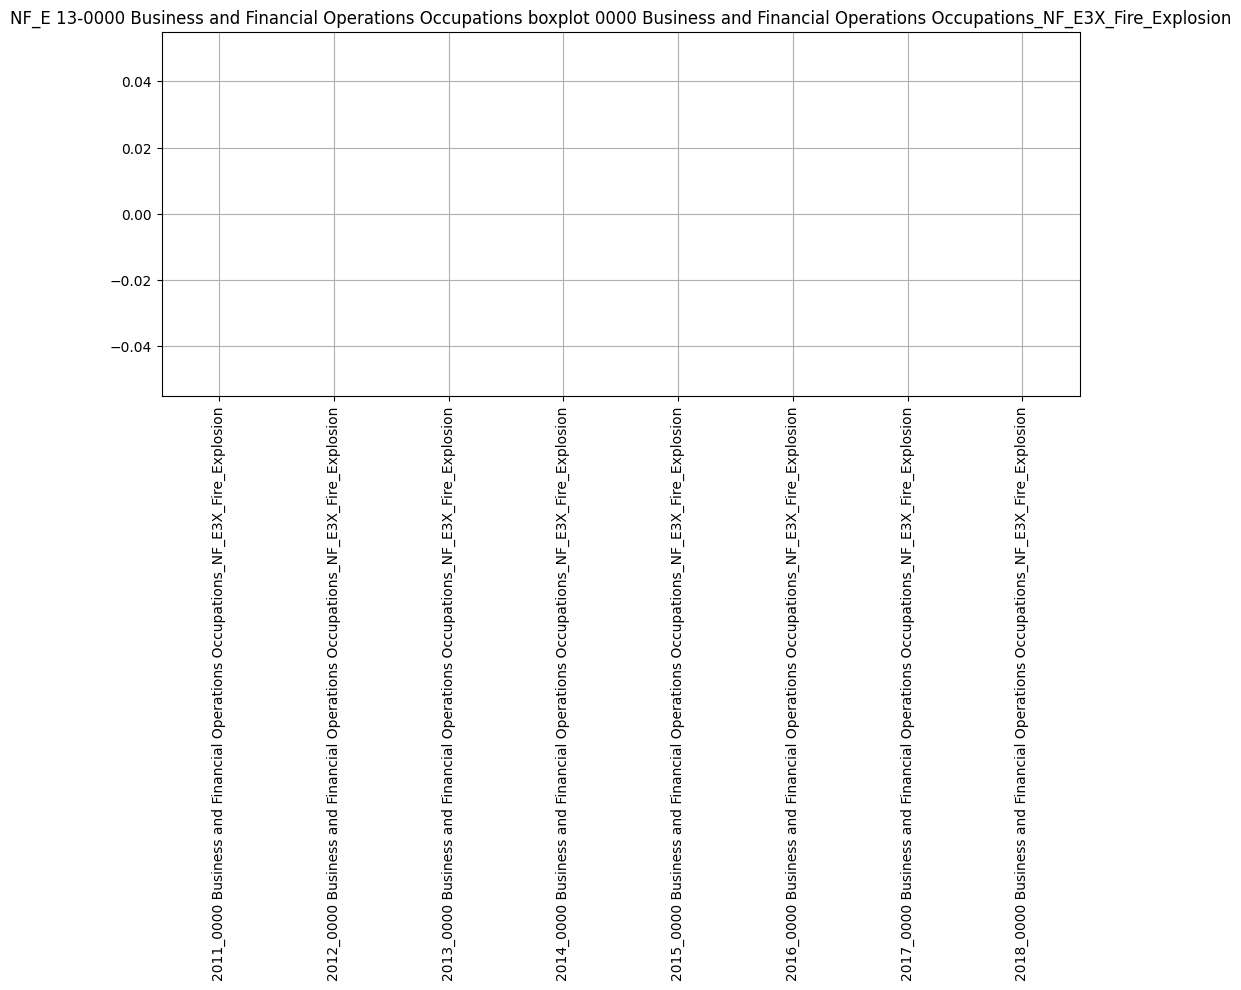 NF_E 13-0000 Business and Financial Operations Occupations boxplot 0000 Business and Financial Operations Occupations_NF_E3X_Fire_Explosion
0.04
0.02
0.00
−0.02
−0.04
2011_0000 Business and Financial Operations Occupations_NF_E3X_Fire_Explosion
2012_0000 Business and Financial Operations Occupations_NF_E3X_Fire_Explosion
2013_0000 Business and Financial Operations Occupations_NF_E3X_Fire_Explosion
2014_0000 Business and Financial Operations Occupations_NF_E3X_Fire_Explosion
2015_0000 Business and Financial Operations Occupations_NF_E3X_Fire_Explosion
2016_0000 Business and Financial Operations Occupations_NF_E3X_Fire_Explosion
2017_0000 Business and Financial Operations Occupations_NF_E3X_Fire_Explosion
2018_0000 Business and Financial Operations Occupations_NF_E3X_Fire_Explosion